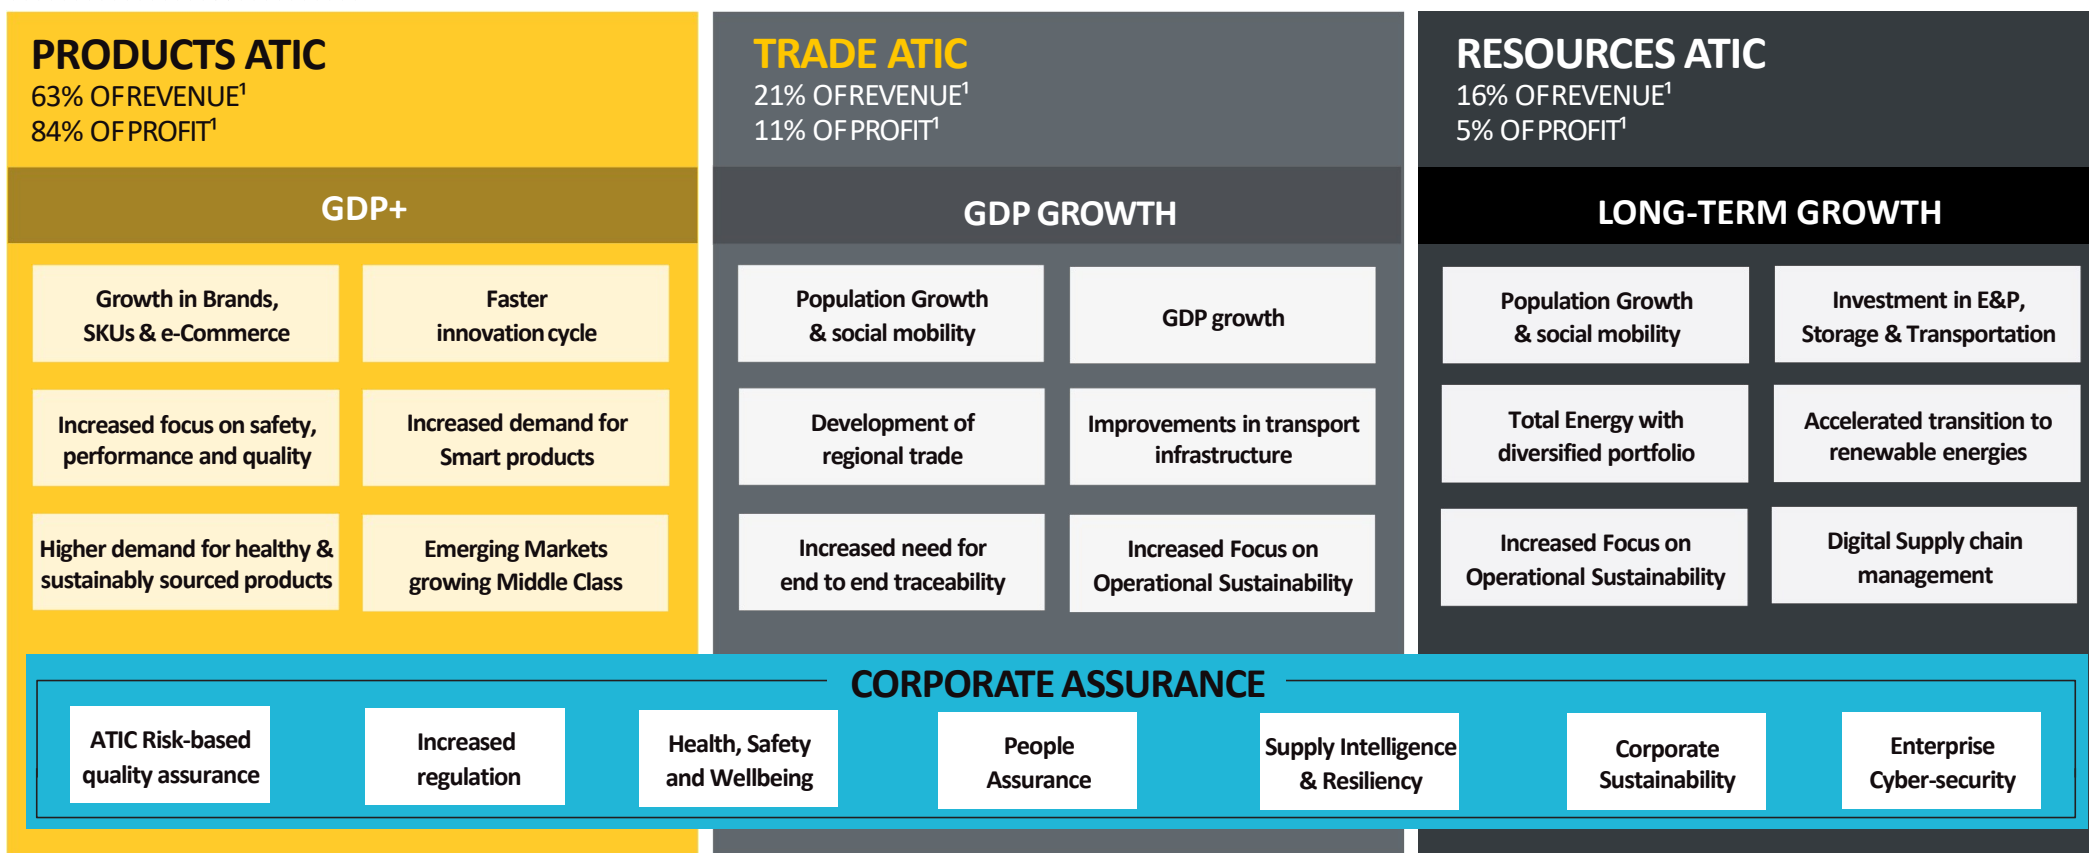 PRODUCTS ATIC
63% OF REVENUE¹
84% OF PROFIT¹
GDP+
Growth in Brands,
SKUs & e-Commerce
Faster
innovation cycle
Increased focus on safety,
performance and quality
Increased demand for
Smart products
Higher demand for healthy &
sustainably sourced products
Emerging Markets
growing Middle Class
TRADE ATIC
21% OF REVENUE¹
11% OF PROFIT¹
GDP GROWTH
Population Growth
& social mobility
GDP growth
Development of
regional trade
Improvements in transport
infrastructure
Increased need for
end to end traceability
Increased Focus on
Operational Sustainability
RESOURCES ATIC
16% OF REVENUE¹
5% OF PROFIT¹
LONG-TERM GROWTH
Population Growth
& social mobility
Investment in E&P,
Storage & Transportation
Total Energy with
diversified portfolio
Accelerated transition to
renewable energies
Increased Focus on
Operational Sustainability
Digital Supply chain
management
CORPORATE ASSURANCE
ATIC Risk-based
quality assurance
Increased
regulation
Health, Safety
and Wellbeing
People
Assurance
Supply Intelligence
& Resiliency
Corporate
Sustainability
Enterprise
Cyber-security